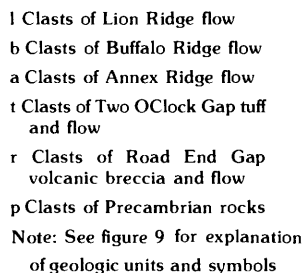 l Clasts of Lion Ridge flow
b Clasts of Buffalo Ridge flow
a Clasts of Annex Ridge flow
t Clasts of Two OClock Gap tuff
and flow
r Clasts of Road End Gap
volcanic breccia and flow
p Clasts of Precambrian rocks
Note: See figure 9 for explanation
of geologic units and symbols